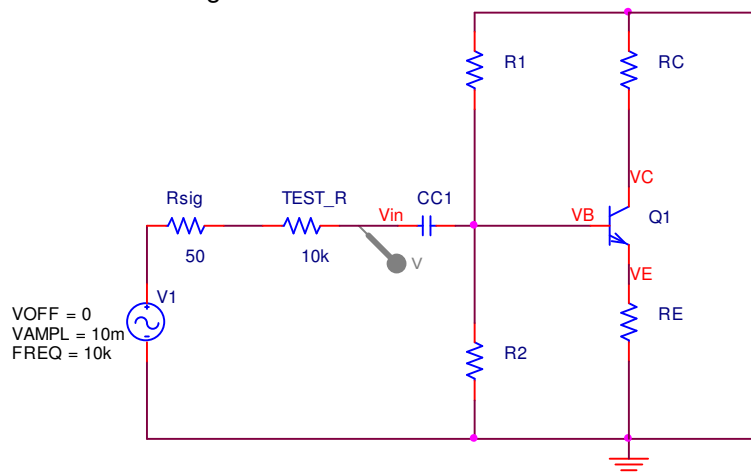 g
R1
RC
VC
Rsig
TEST_R
CC1
Vin
VB
Q1
V
50
10k
VE
V1
VOFF = 0
VAMPL = 10m
FREQ = 10k
RE
R2